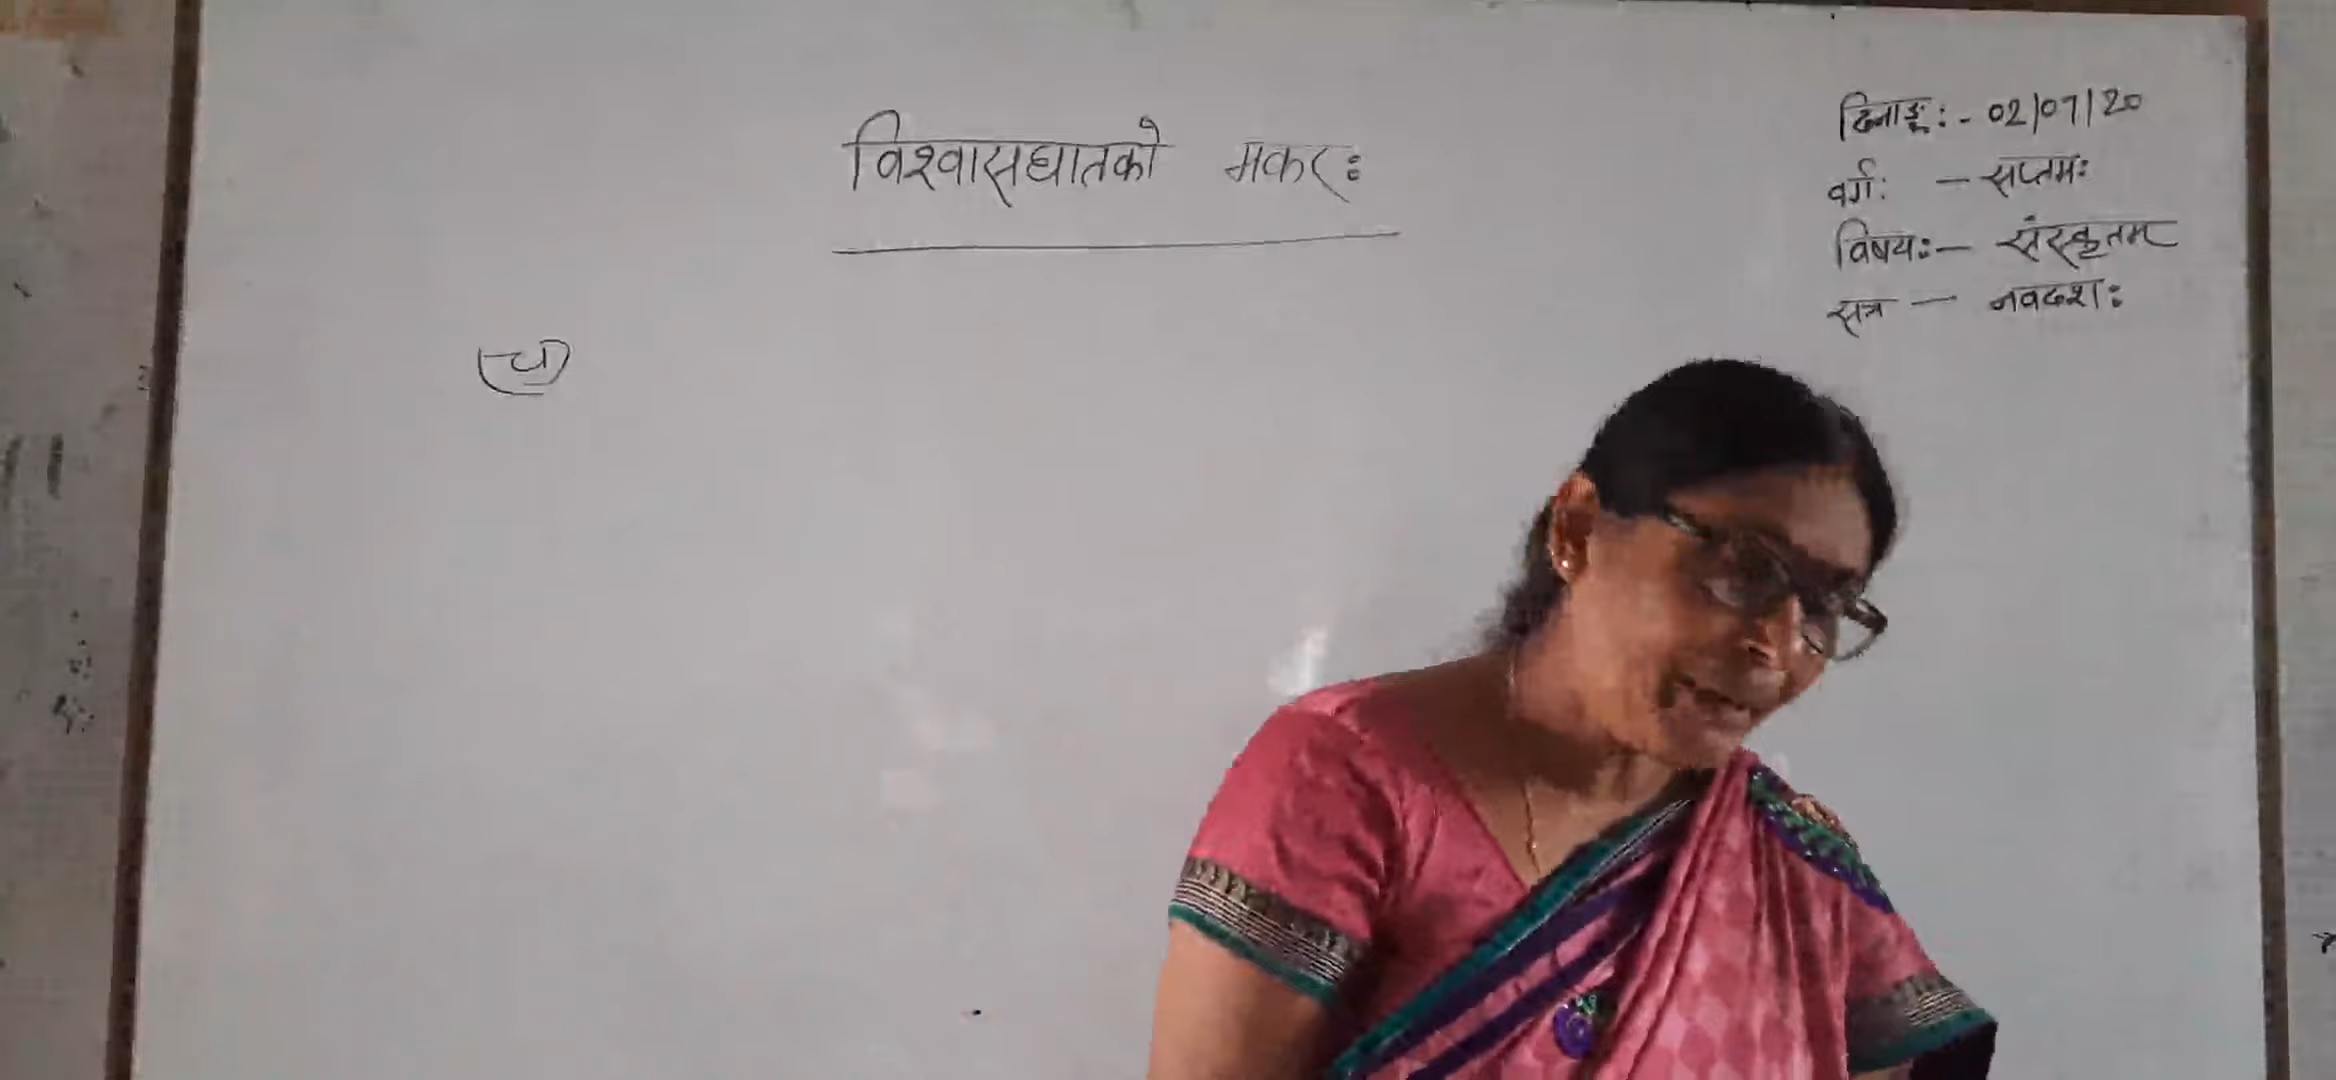 विश्वासघातको मकरः
दिनाङ्कः - 02/07/20
वर्गः - सप्तमः
विषयः - संस्कृतम्
सत्र - नवदशः
च